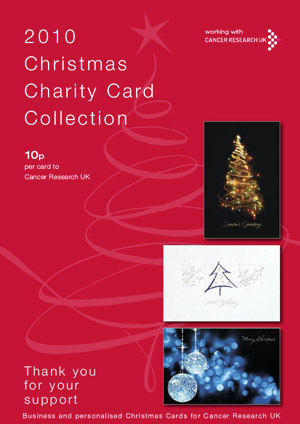 2010
Christmas
Charity Card
Collection
working with
CANCER RESEARCH UK
10p
per card to
Cancer Research UK
Season's Greetings
Season's Greetings
Merry Christmas
Thank you
for your
support
Business and personalised Christmas Cards for Cancer Research UK